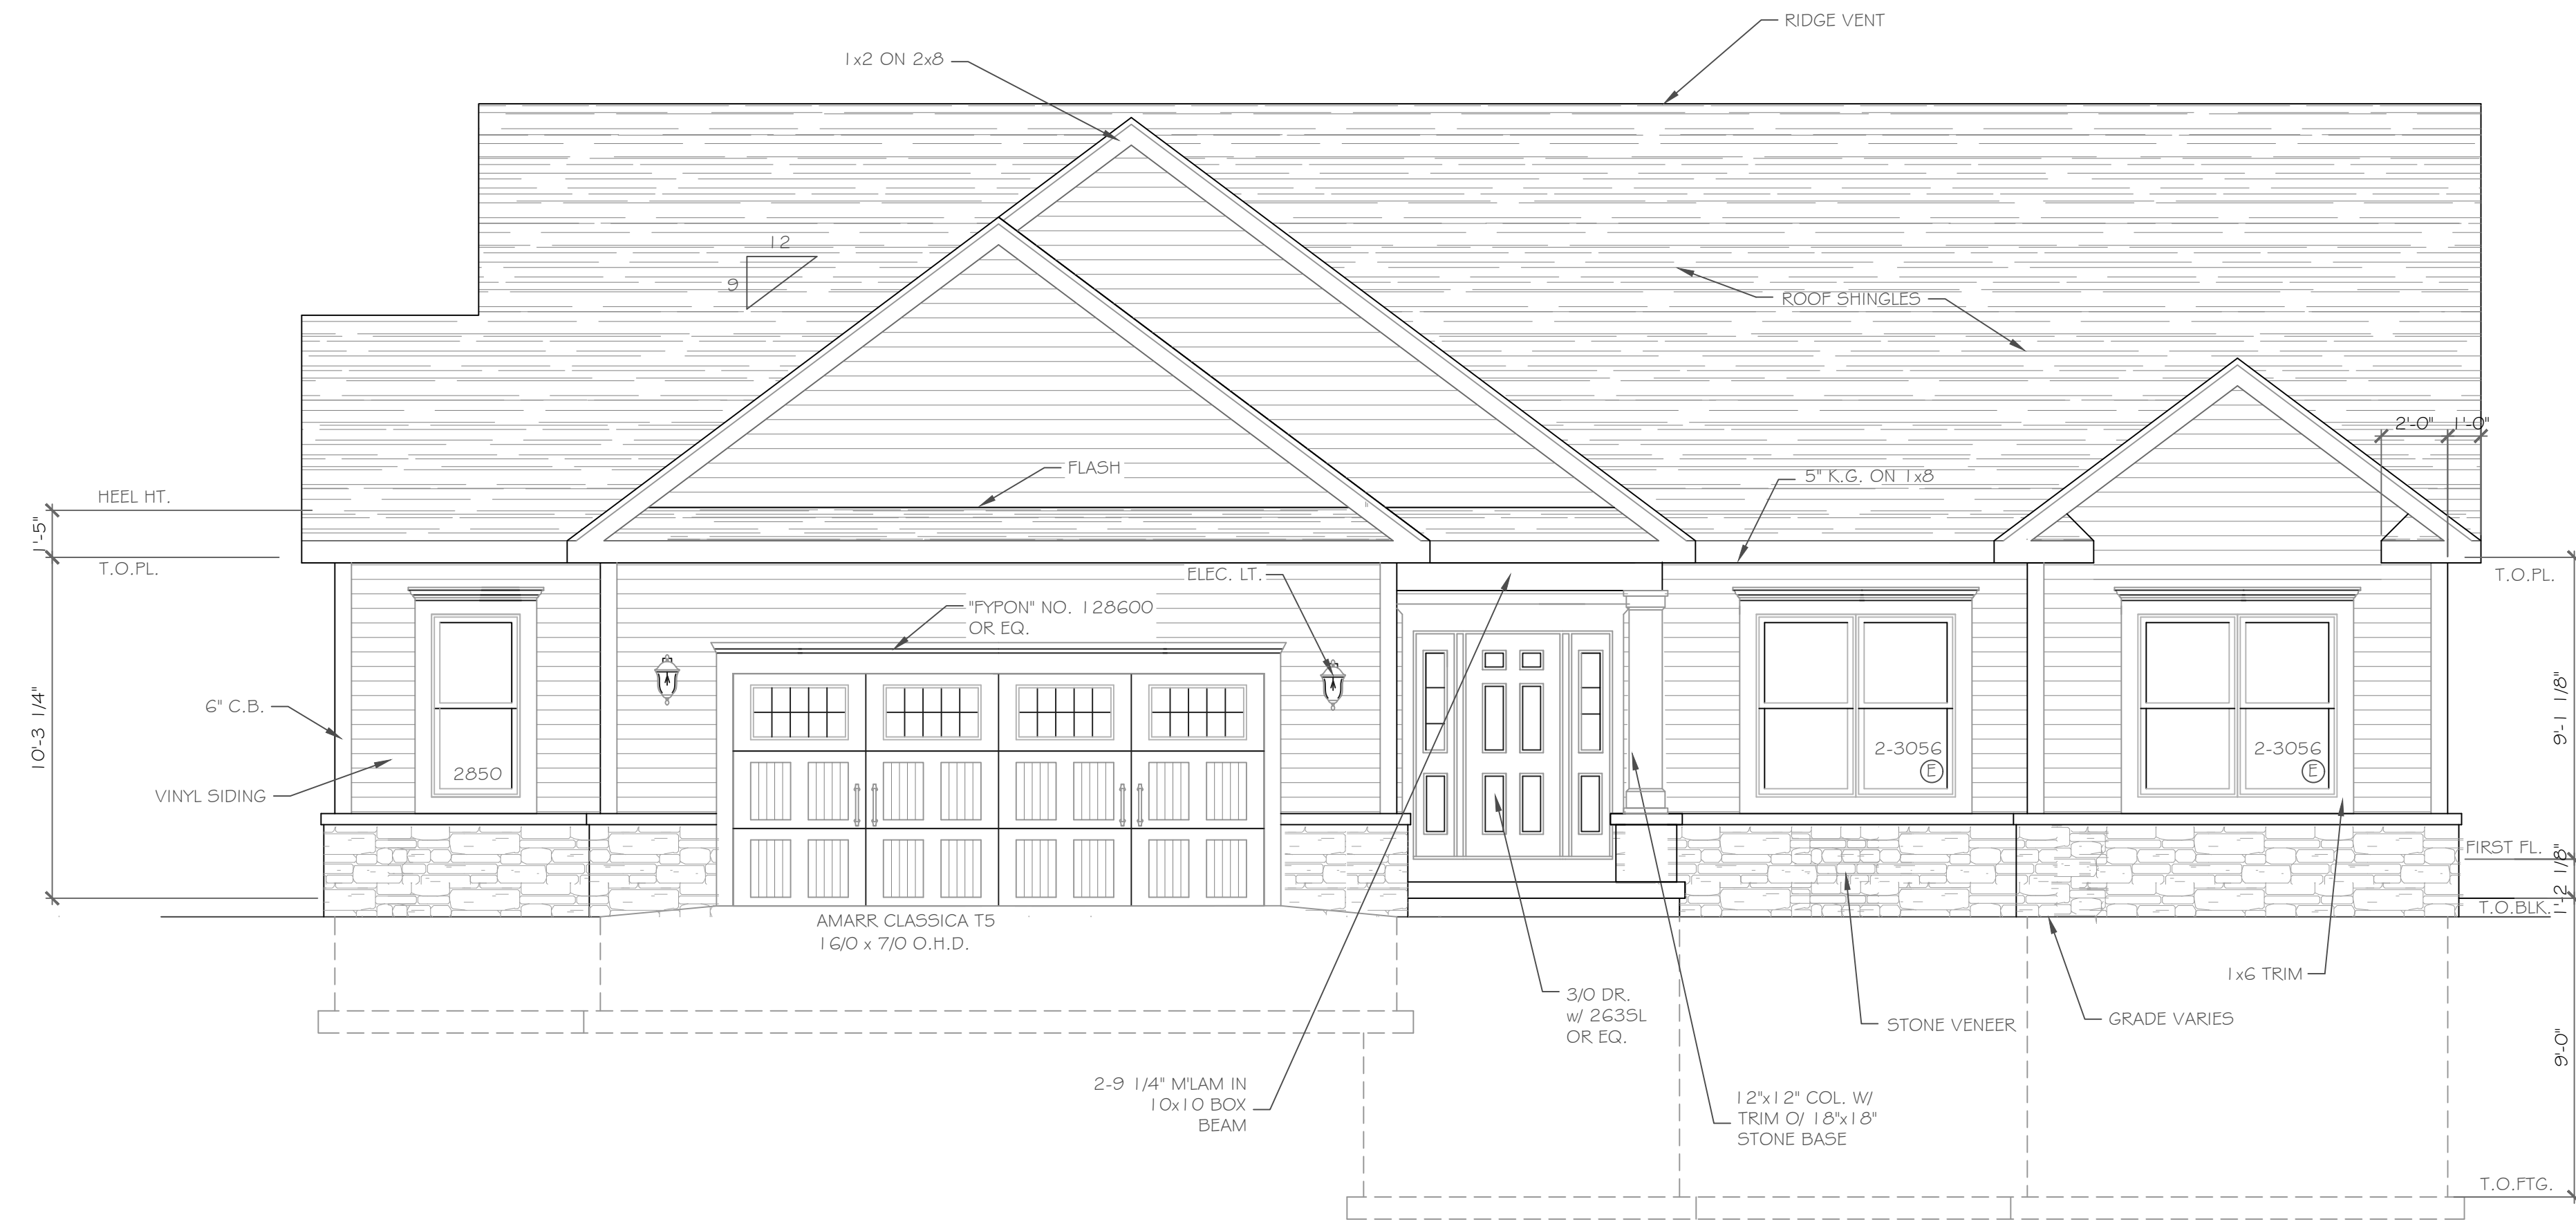 RIDGE VENT
1x2 ON 2x8
12
9
ROOF SHINGLES
2'-0"
1'-0"
FLASH
5" K.G. ON 1x8
HEEL HT.
1'-5"
T.O.PL.
T.O.PL.
ELEC. LT.
"FYPON" NO. 128600
OR EQ.
6" C.B.
10'-3 1/4"
9'-1 1/8"
2-3056
E
2-3056
E
2850
VINYL SIDING
FIRST FL.
1'-2 1/8"
T.O.BLK.
AMARR CLASSICA T5
16/0 x 7/0 O.H.D.
1x6 TRIM
3/0 DR.
w/ 263SL
OR EQ.
STONE VENEER
GRADE VARIES
9'-0"
2-9 1/4" M'LAM IN
10x10 BOX
BEAM
12"x12" COL. W/
TRIM O/ 18"x18"
STONE BASE
T.O.FTG.